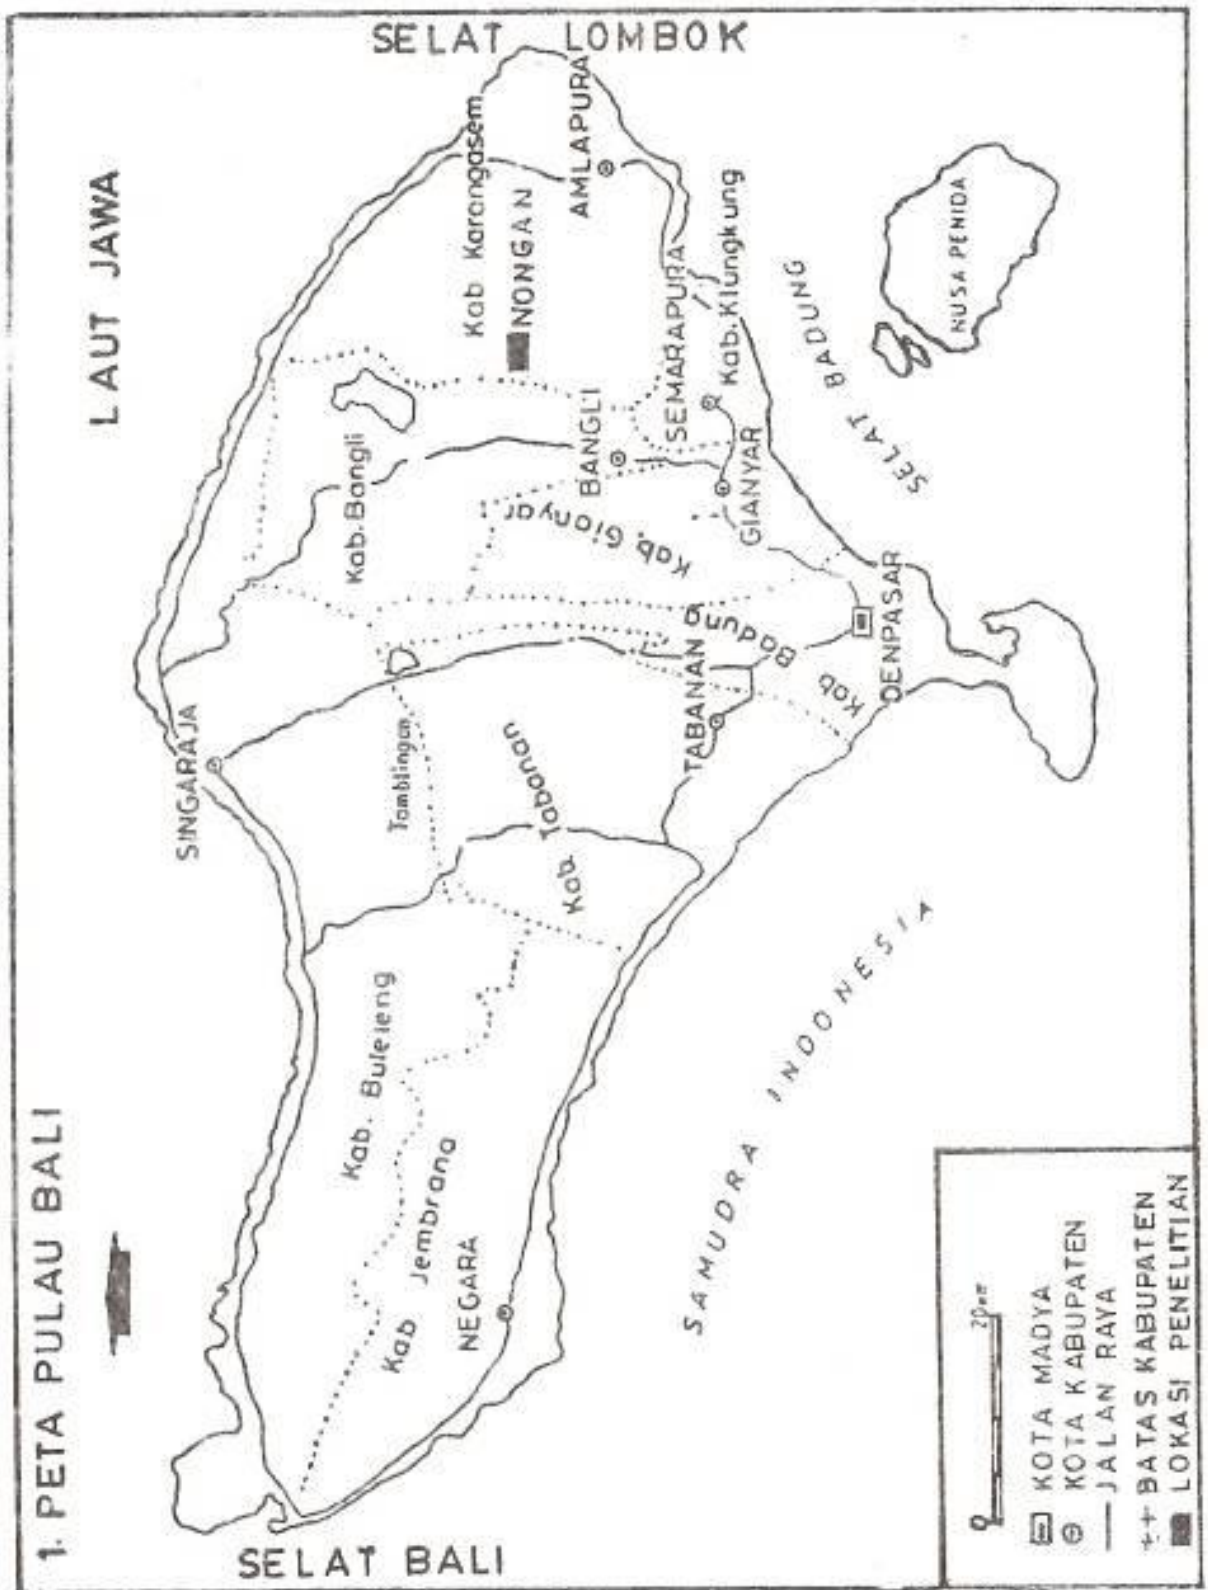 1. PETA PULAU BALI
LAUT JAWA
SELAT BALI
SELAT LOMBOK
SINGARAJA
Kab. Buleleng
Kab Jembrana
NEGARA
Tamblingan
Kab Tabanan
TABANAN
Kab Badung
DENPASAR
Kab. Bangli
BANGLI
Kab. Gianyar
GIANYAR
SEMARAPURA
Kab. Klungkung
Kab Karangasem
NONGAN
AMLAPURA
SELAT BADUNG
NUSA PENIDA
SAMUDRA INDONESIA
0 20 km
KOTA MADYA
KOTA KABUPATEN
JALAN RAYA
BATAS KABUPATEN
LOKASI PENELITIAN